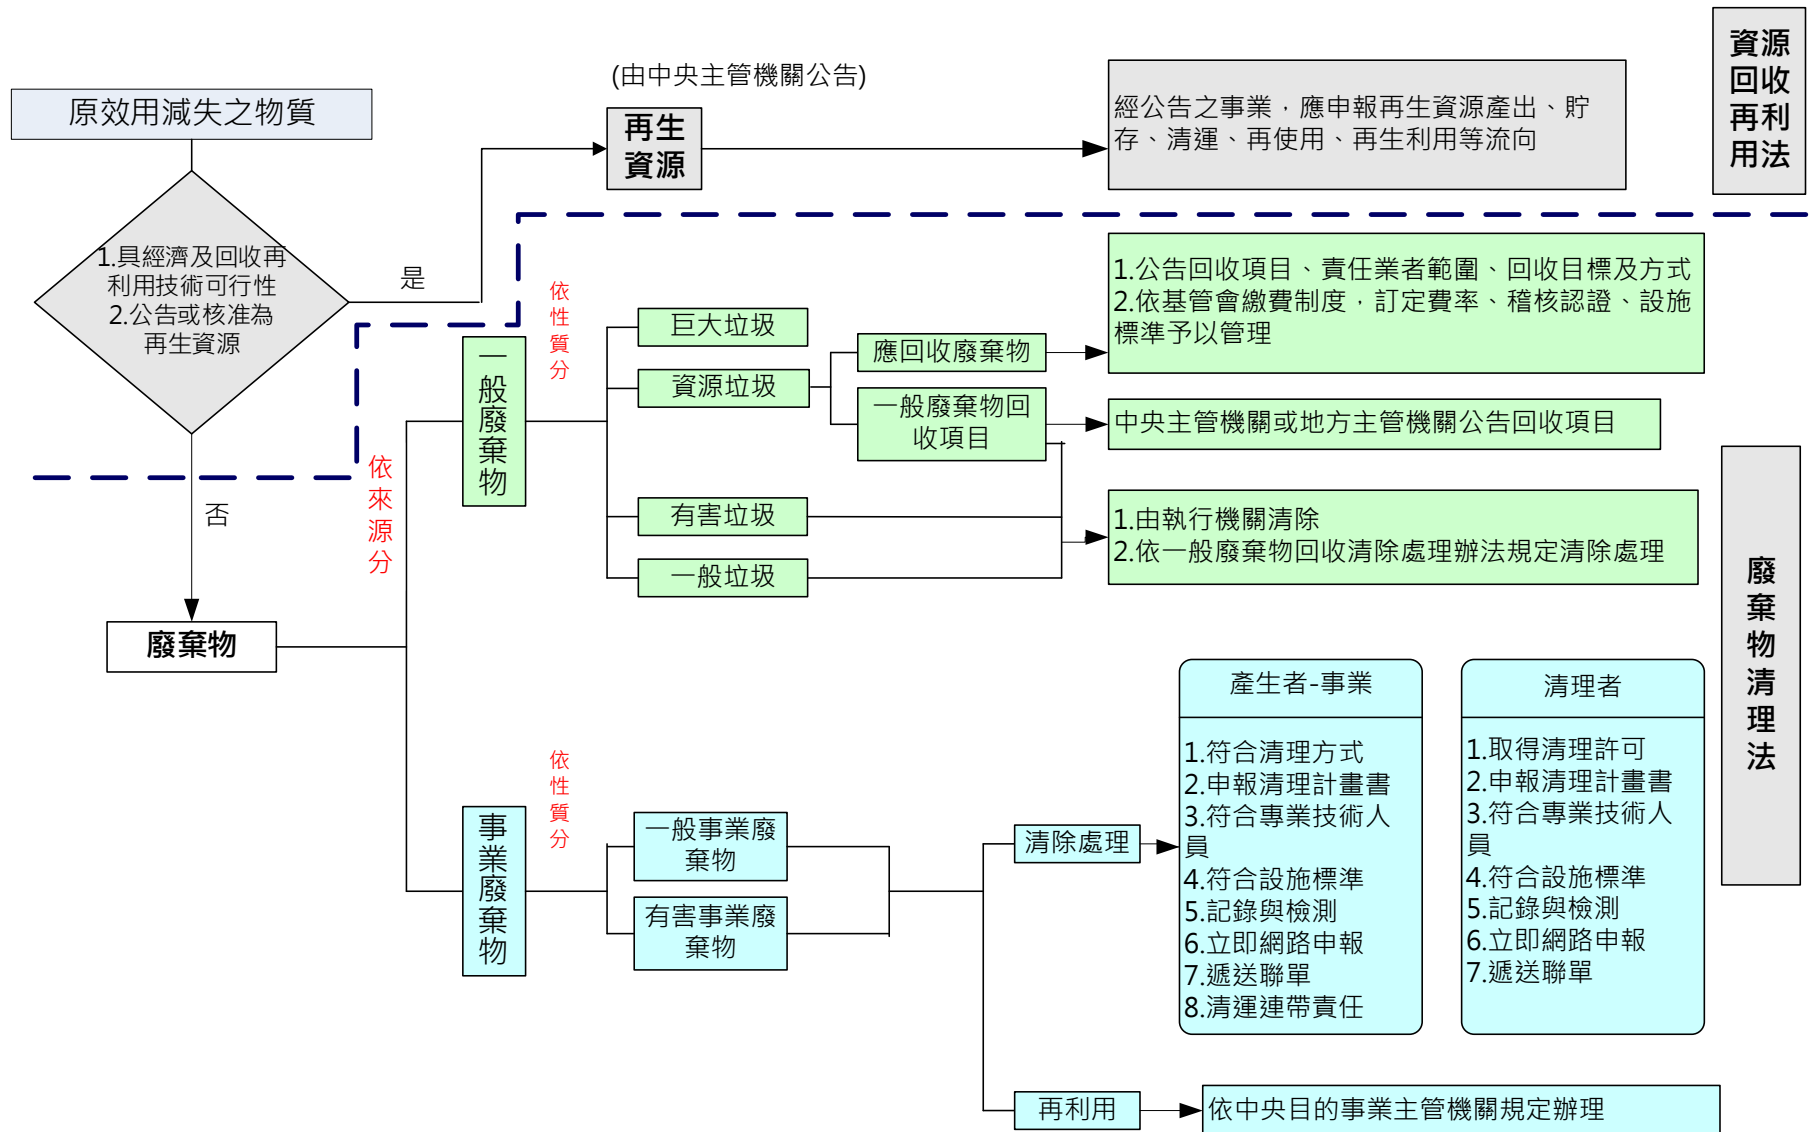 原效用減失之物質
1.具經濟及回收再
利用技術可行性
2.公告或核准為
再生資源
是
否
(由中央主管機關公告)
再生
資源
經公告之事業，應申報再生資源產出、貯
存、清運、再使用、再生利用等流向
資源
回收
再利
用法
廢棄物
依來源分
一般廢棄物
依性質分
巨大垃圾
資源垃圾
有害垃圾
一般垃圾
應回收廢棄物
一般廢棄物回
收項目
1.公告回收項目、責任業者範圍、回收目標及方式
2.依基管會繳費制度，訂定費率、稽核認證、設施
標準予以管理
中央主管機關或地方主管機關公告回收項目
1.由執行機關清除
2.依一般廢棄物回收清除處理辦法規定清除處理
廢棄物清理法
事業廢棄物
依性質分
一般事業廢
棄物
有害事業廢
棄物
清除處理
產生者-事業
1.符合清理方式
2.申報清理計畫書
3.符合專業技術人
員
4.符合設施標準
5.記錄與檢測
6.立即網路申報
7.遞送聯單
8.清運連帶責任
清理者
1.取得清理許可
2.申報清理計畫書
3.符合專業技術人
員
4.符合設施標準
5.記錄與檢測
6.立即網路申報
7.遞送聯單
再利用
依中央目的事業主管機關規定辦理